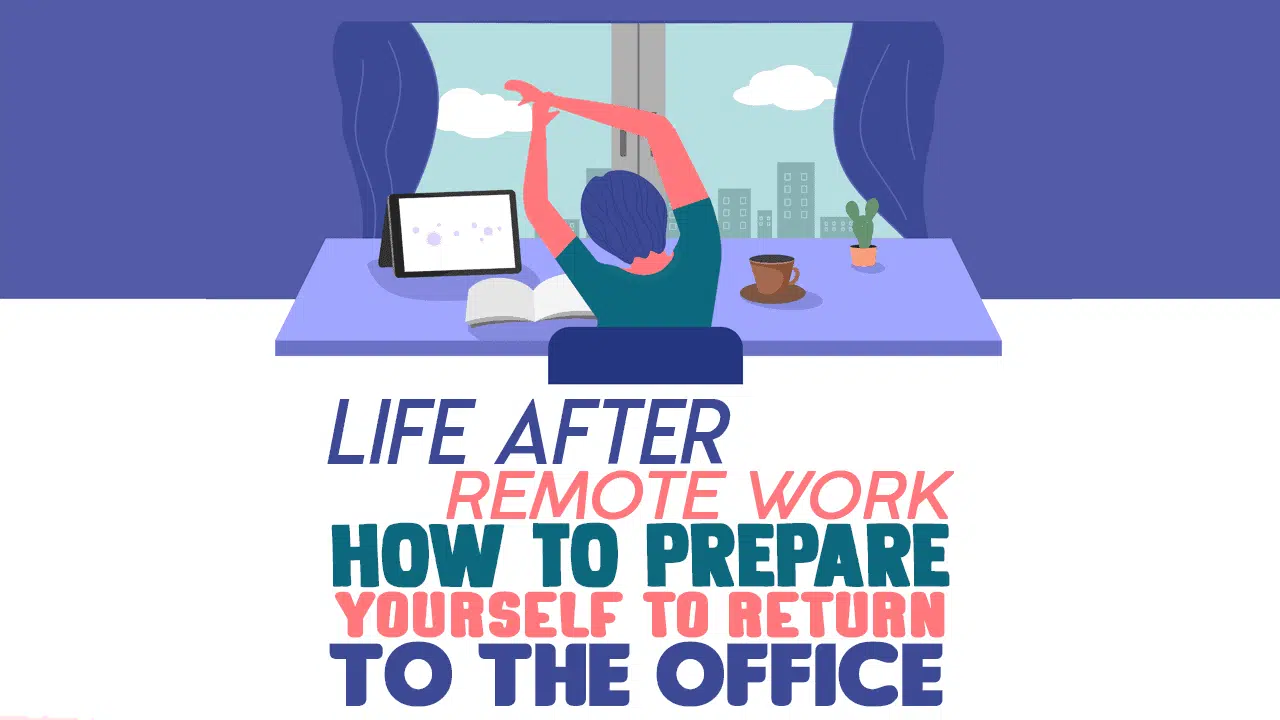 LIFE AFTER
REMOTE WORK
HOW TO PREPARE
YOURSELF TO RETURN
TO THE OFFICE